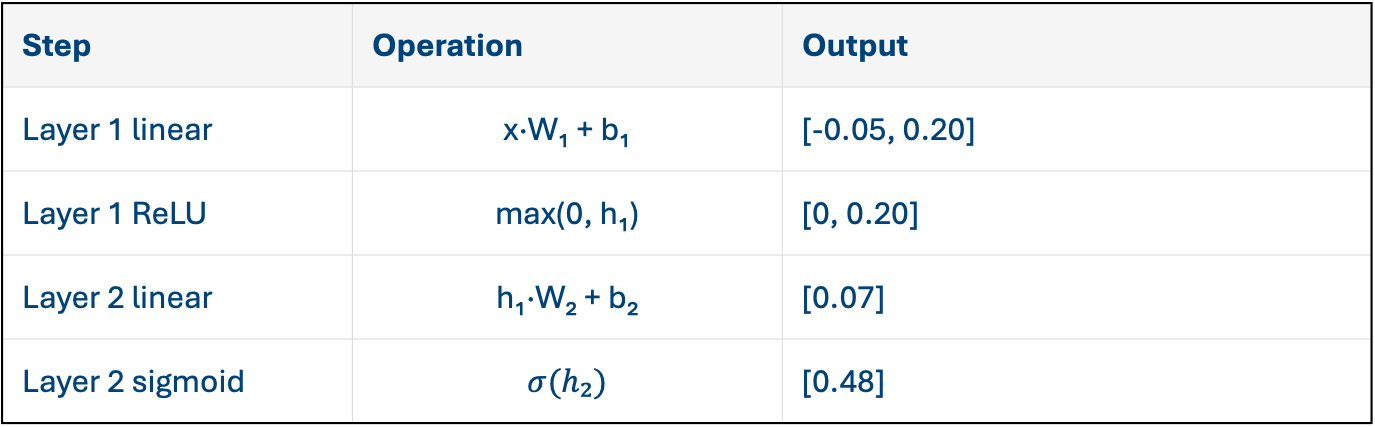 Step Operation Output
Layer 1 linear x·W₁ + b₁ [-0.05, 0.20]
Layer 1 ReLU max(0, h₁) [0, 0.20]
Layer 2 linear h₁·W₂ + b₂ [0.07]
Layer 2 sigmoid σ(h₂) [0.48]